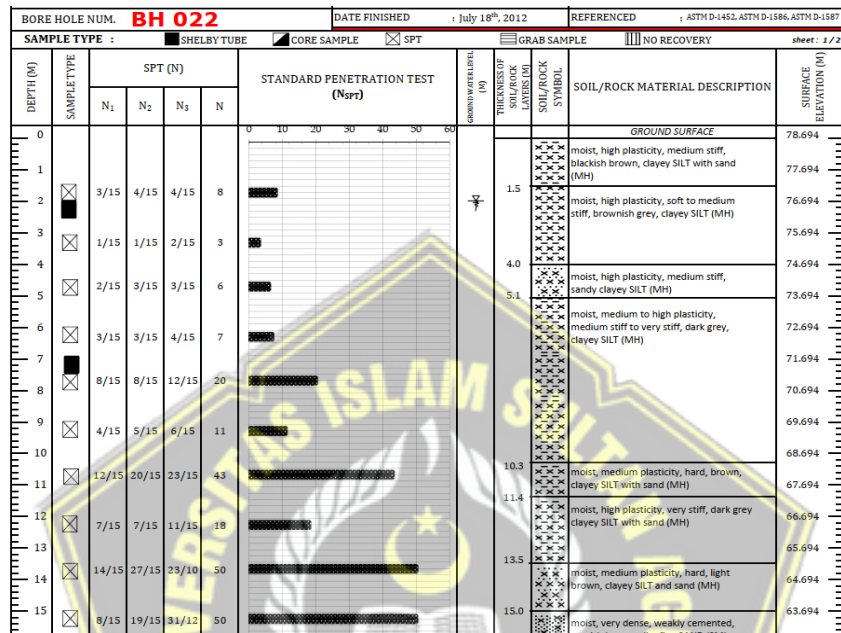 BORE HOLE NUM. BH 022 DATE FINISHED : July 18th, 2012 REFERENCED : ASTM D-1452, ASTM D-1586, ASTM D-1587
SAMPLE TYPE : SHELBY TUBE CORE SAMPLE SPT GRAB SAMPLE NO RECOVERY sheet : 1/2
DEPTH (M)
SAMPLE TYPE
SPT (N)
N1 N2 N3 N
STANDARD PENETRATION TEST
(NSPT)
GROUND WATER LEVEL
(M)
THICKNESS OF
SOIL/ROCK
LAYERS (M)
SOIL/ROCK
SYMBOL
SOIL/ROCK MATERIAL DESCRIPTION
SURFACE
ELEVATION (M)
0 10 20 30 40 50 60
GROUND SURFACE
0 78.694
moist, high plasticity, medium stiff,
blackish brown, clayey SILT with sand
(MH)
1 77.694
1.5
3/15 4/15 4/15 8
moist, high plasticity, soft to medium
stiff, brownish grey, clayey SILT (MH)
2 76.694
3 75.694
1/15 1/15 2/15 3
4 4.0 74.694
moist, high plasticity, medium stiff,
sandy clayey SILT (MH)
2/15 3/15 3/15 6
5 5.1 73.694
moist, medium to high plasticity,
medium stiff to very stiff, dark grey,
clayey SILT (MH)
6 72.694
3/15 3/15 4/15 7
7 71.694
8/15 8/15 12/15 20
8 70.694
9 69.694
4/15 5/15 6/15 11
10 68.694
10.3
moist, medium plasticity, hard, brown,
clayey SILT with sand (MH)
12/15 20/15 23/15 43
11 67.694
11.4
moist, high plasticity, very stiff, dark grey
clayey SILT with sand (MH)
12 66.694
7/15 7/15 11/15 18
13 65.694
13.5
moist, medium plasticity, hard, light
brown, clayey SILT and sand (MH)
14/15 27/15 23/10 50
14 64.694
15 15.0 63.694
8/15 19/15 31/12 50
moist, very dense, weakly cemented,
UNIVERSITAS ISLAM SULTAN AG